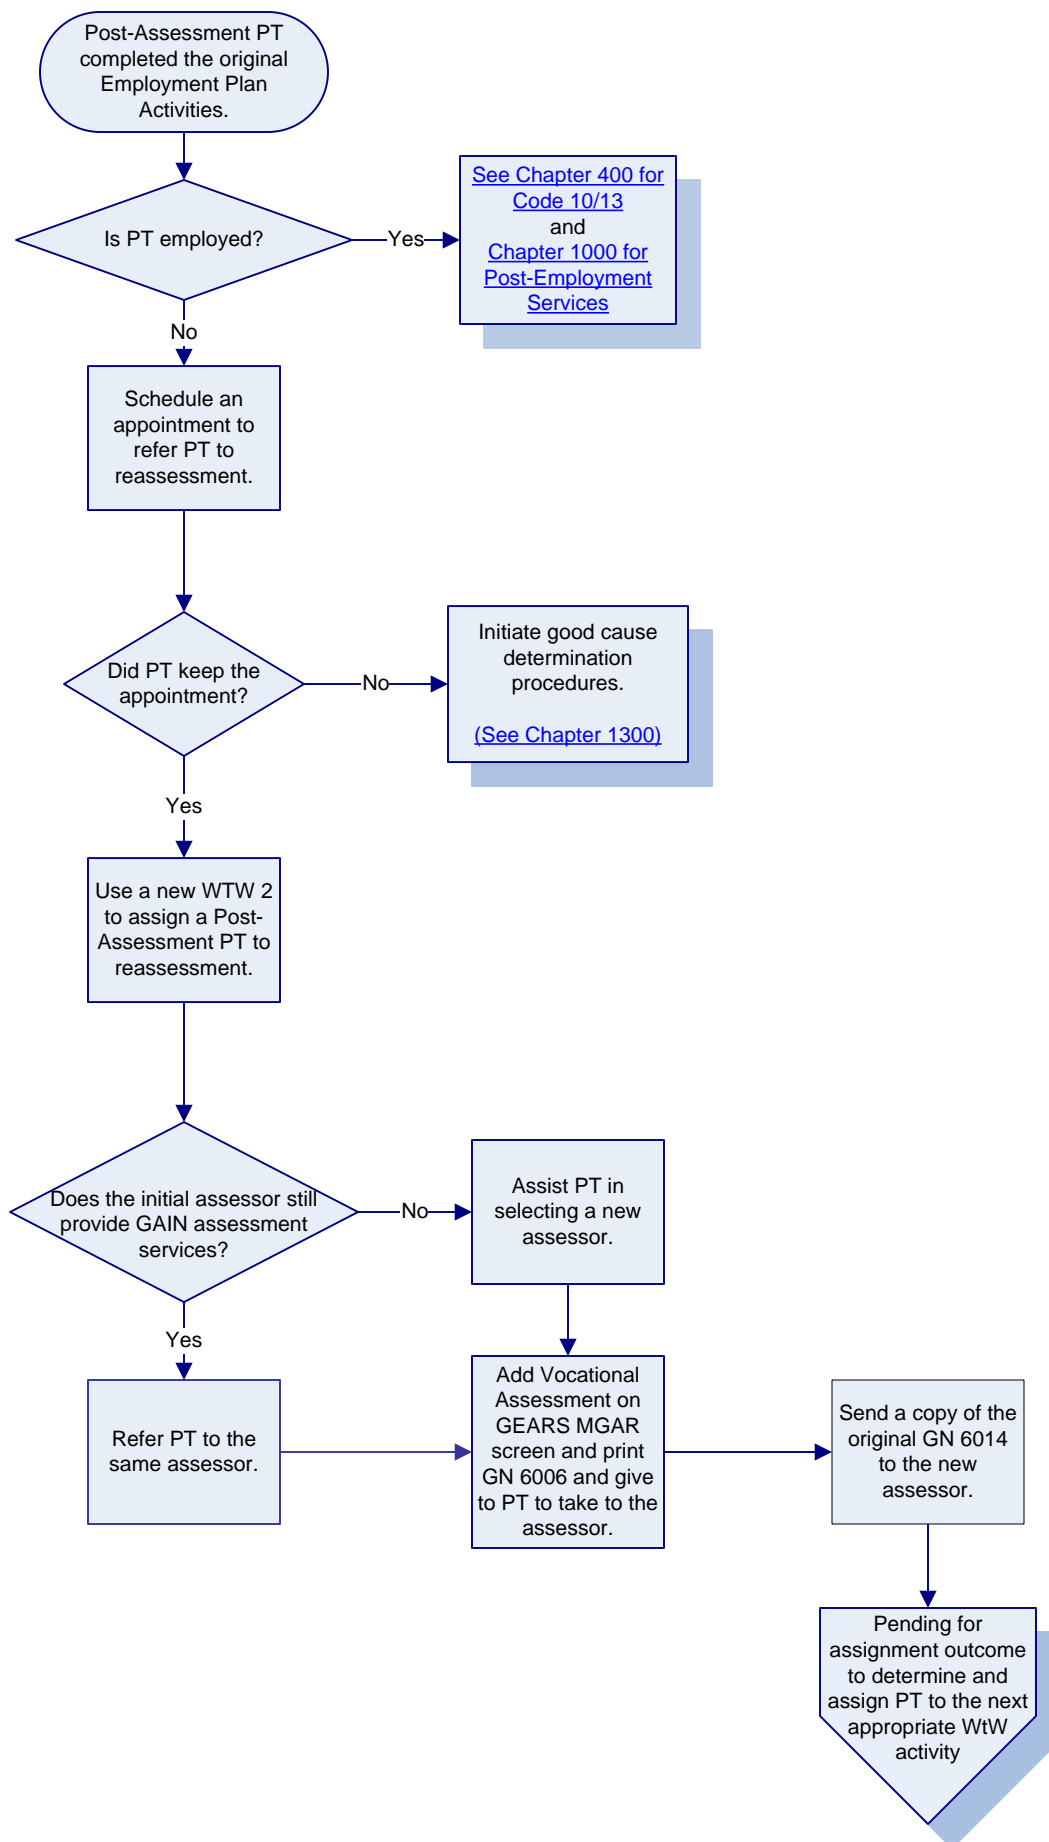 Post-Assessment PT
completed the original
Employment Plan
Activities.
Is PT employed?
Yes
See Chapter 400 for
Code 10/13
and
Chapter 1000 for
Post-Employment
Services
No
Schedule an
appointment to
refer PT to
reassessment.
Did PT keep the
appointment?
No
Initiate good cause
determination
procedures.
(See Chapter 1300)
Yes
Use a new WTW 2
to assign a Post-
Assessment PT to
reassessment.
Does the initial assessor still
provide GAIN assessment
services?
No
Assist PT in
selecting a new
assessor.
Yes
Refer PT to the
same assessor.
Add Vocational
Assessment on
GEARS MGAR
screen and print
GN 6006 and give
to PT to take to the
assessor.
Send a copy of the
original GN 6014
to the new
assessor.
Pending for
assignment outcome
to determine and
assign PT to the next
appropriate WtW
activity